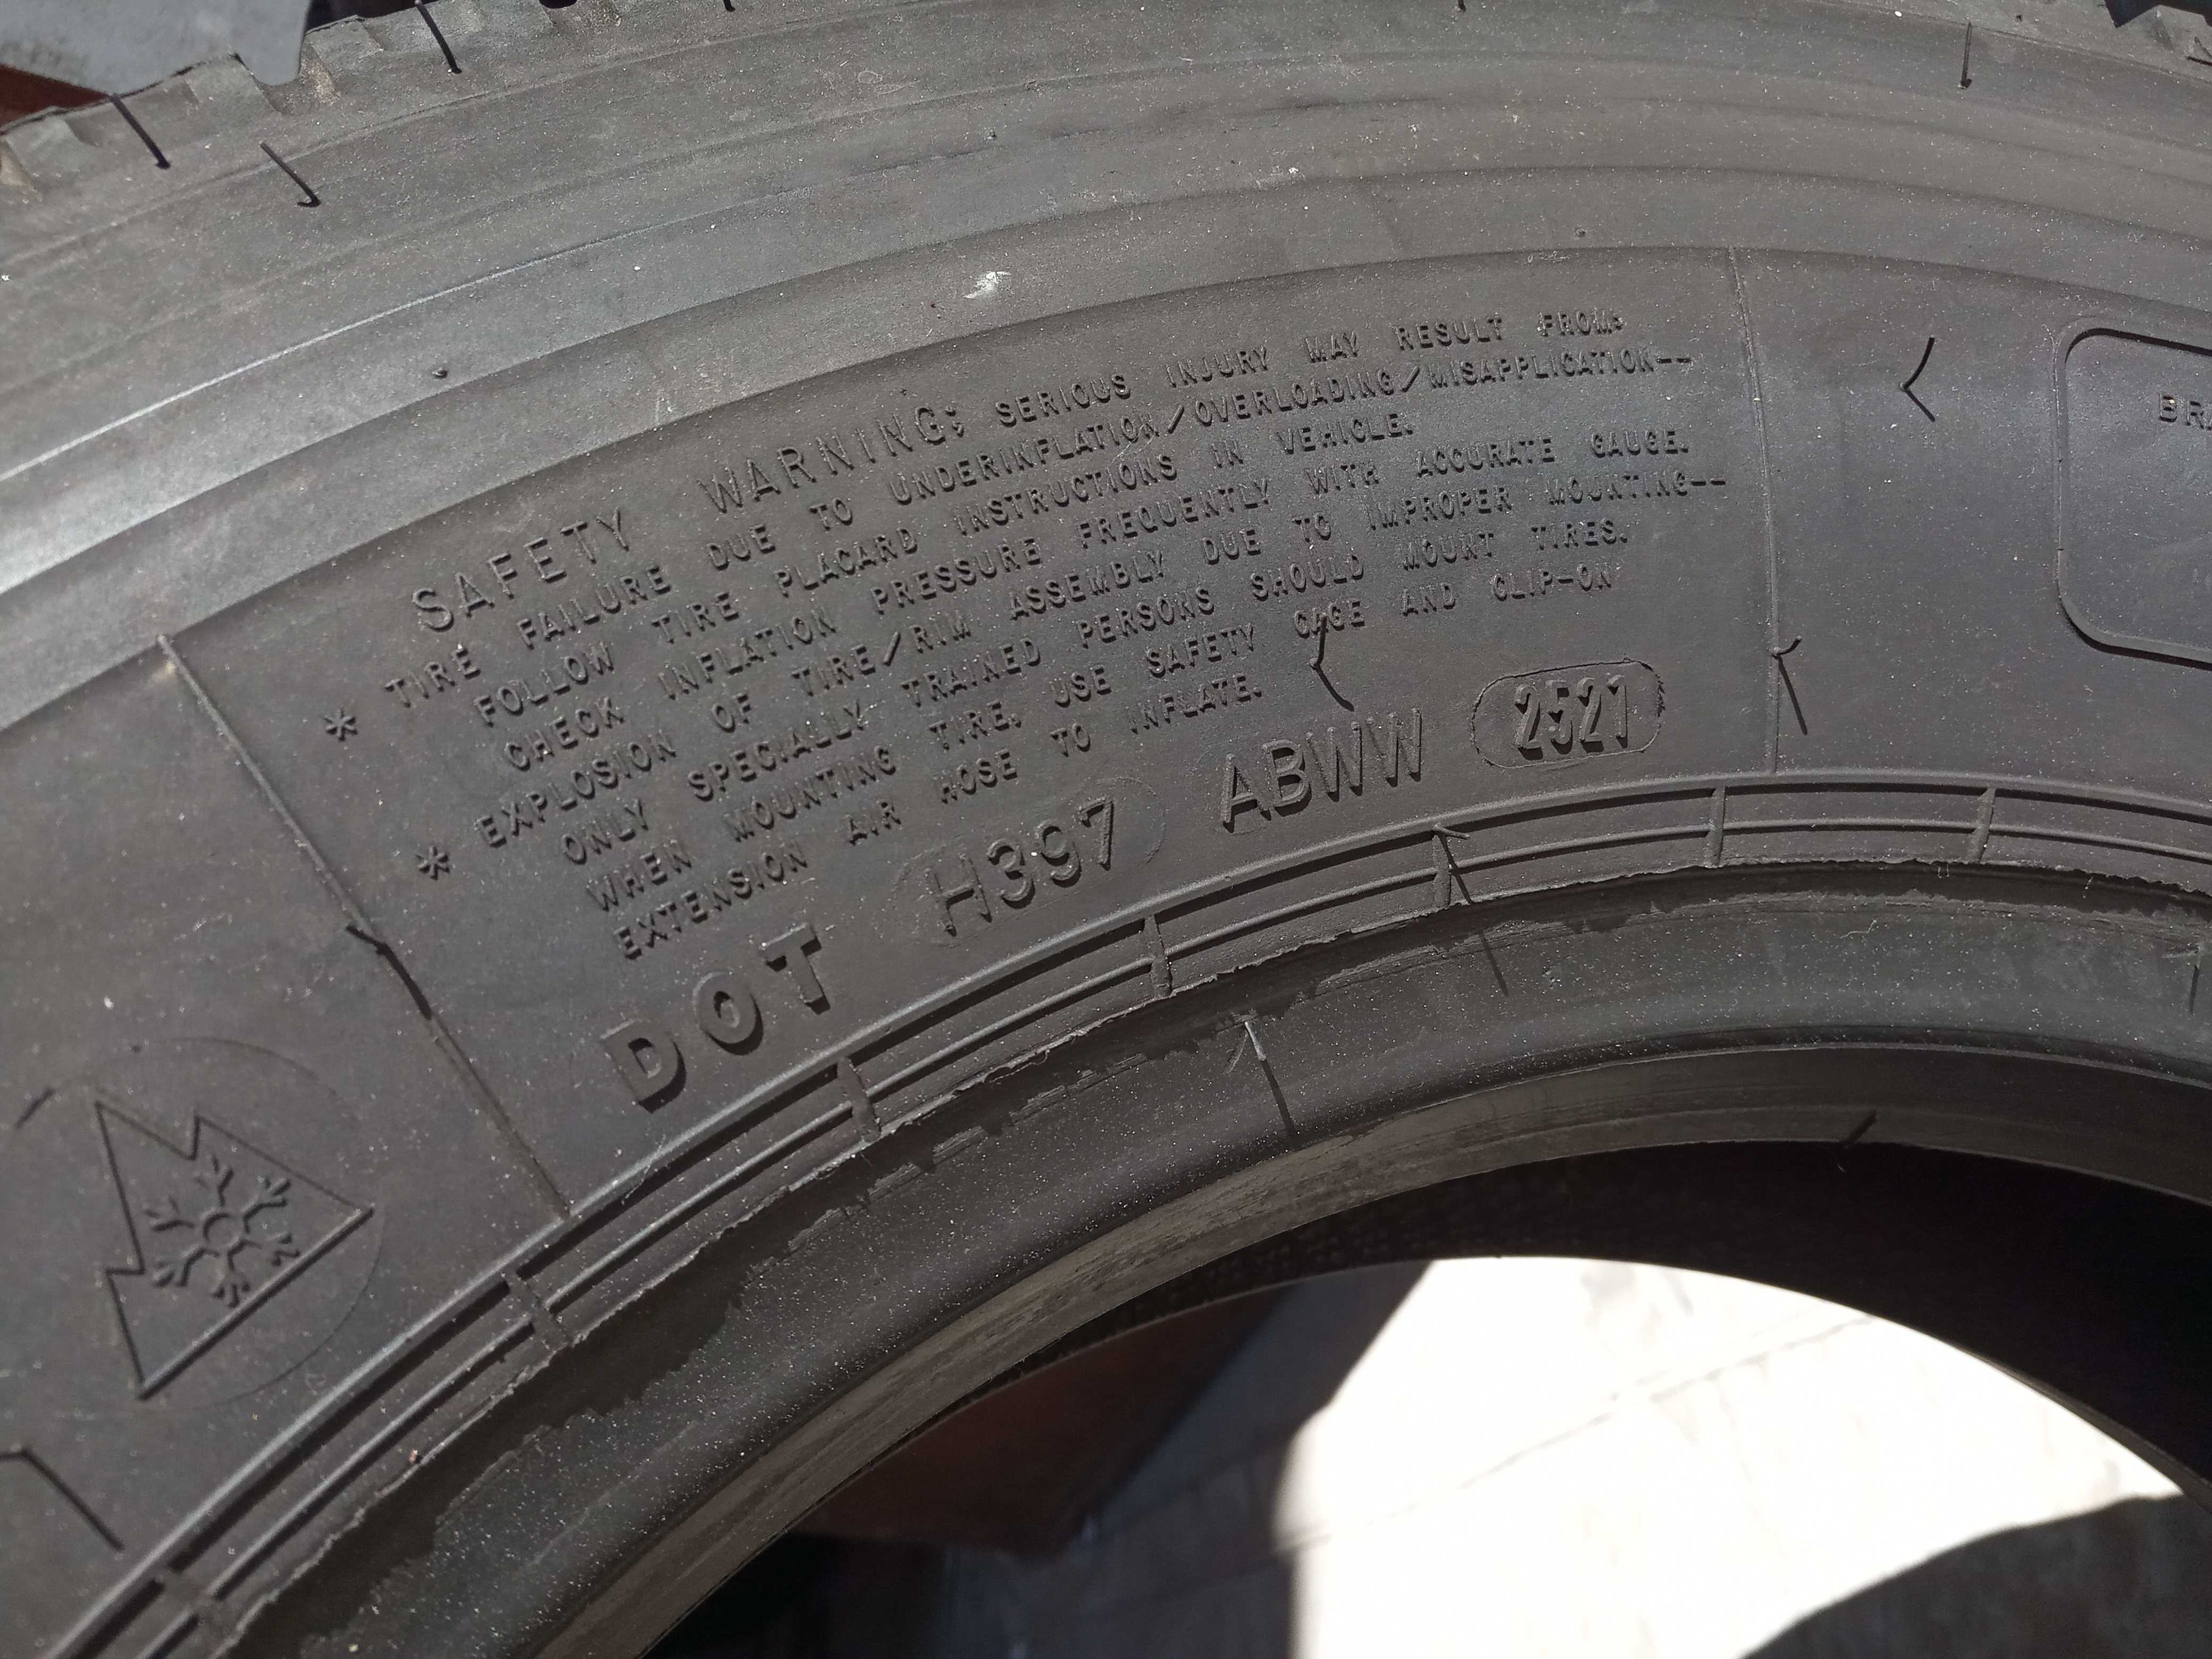 SAFETY WARNING: SERIOUS INJURY MAY RESULT FROM:
* TIRE FAILURE DUE TO UNDERINFLATION/OVERLOADING/MISAPPLICATION--
FOLLOW TIRE PLACARD INSTRUCTIONS IN VEHICLE.
CHECK INFLATION PRESSURE FREQUENTLY WITH ACCURATE GAUGE.
* EXPLOSION OF TIRE/RIM ASSEMBLY DUE TO IMPROPER MOUNTING--
ONLY SPECIALLY TRAINED PERSONS SHOULD MOUNT TIRES.
WHEN MOUNTING TIRE, USE SAFETY CAGE AND CLIP-ON
EXTENSION AIR HOSE TO INFLATE.
DOT H397 ABWW 2521